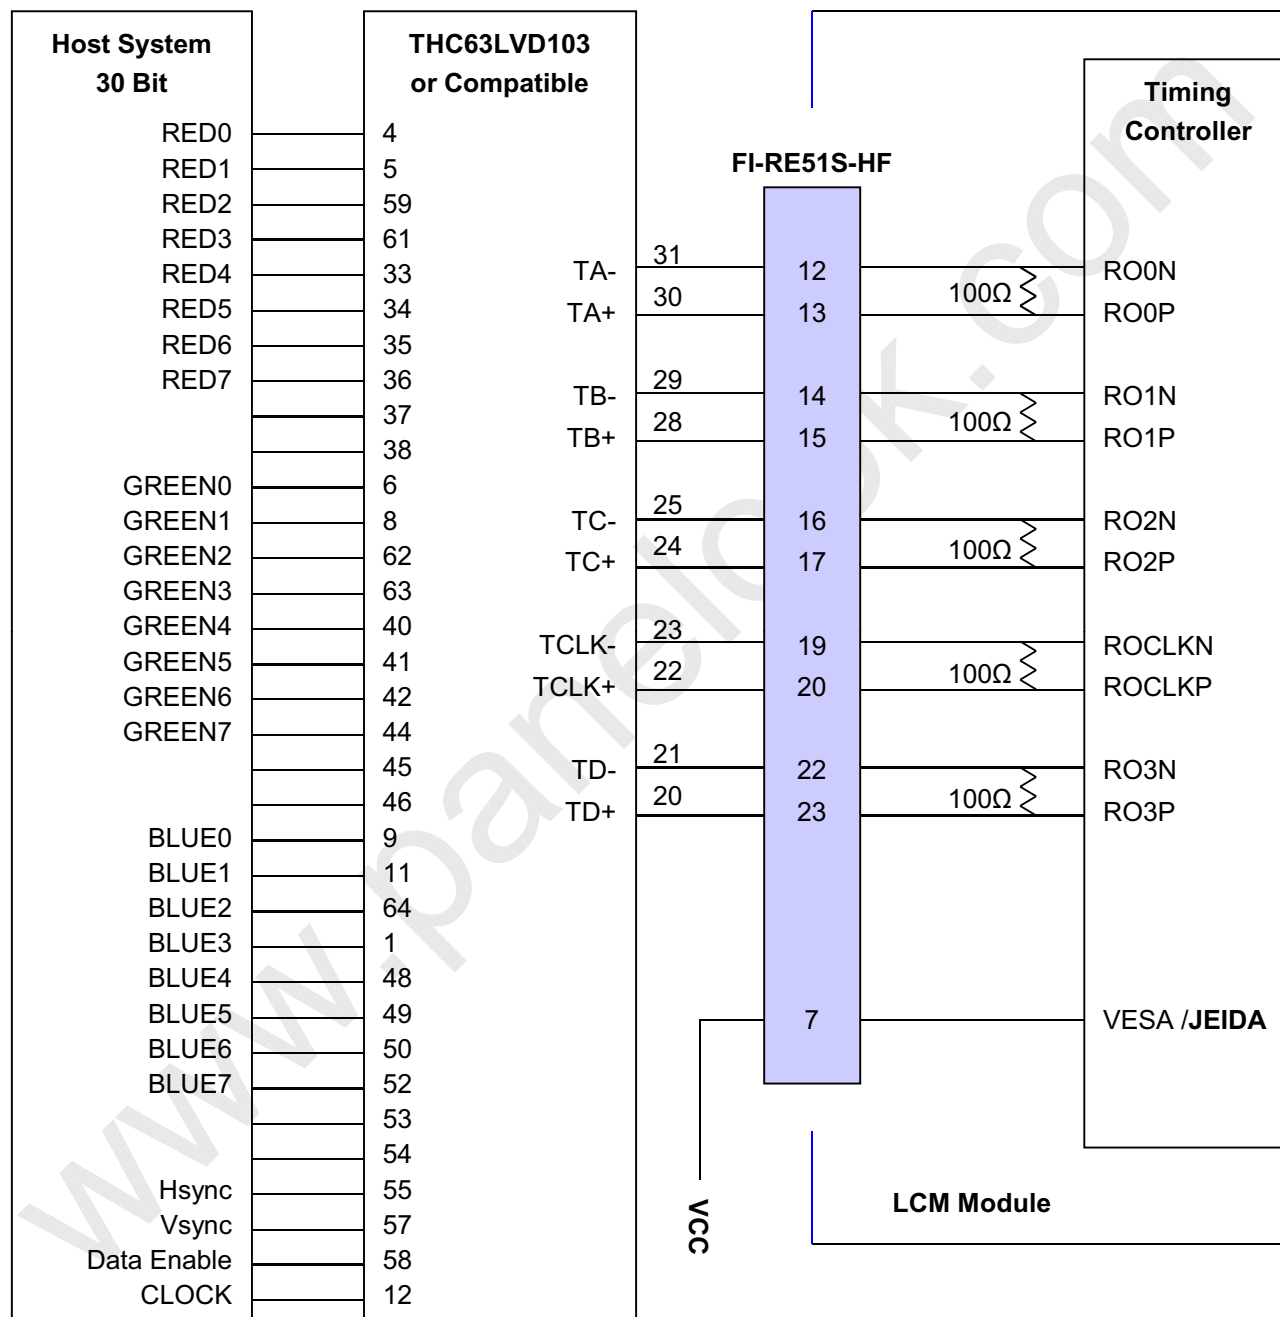 Host System
30 Bit
RED0
RED1
RED2
RED3
RED4
RED5
RED6
RED7
GREEN0
GREEN1
GREEN2
GREEN3
GREEN4
GREEN5
GREEN6
GREEN7
BLUE0
BLUE1
BLUE2
BLUE3
BLUE4
BLUE5
BLUE6
BLUE7
Hsync
Vsync
Data Enable
CLOCK
THC63LVD103
or Compatible
4
5
59
61
33
34
35
36
37
38
6
8
62
63
40
41
42
44
45
46
9
11
64
1
48
49
50
52
53
54
55
57
58
12
TA-
TA+
TB-
TB+
TC-
TC+
TCLK-
TCLK+
TD-
TD+
31
30
29
28
25
24
23
22
21
20
FI-RE51S-HF
12
13
14
15
16
17
19
20
22
23
7
100Ω
100Ω
100Ω
100Ω
100Ω
Timing
Controller
RO0N
RO0P
RO1N
RO1P
RO2N
RO2P
ROCLKN
ROCLKP
RO3N
RO3P
VESA /JEIDA
VCC
LCM Module
www.panelook.com